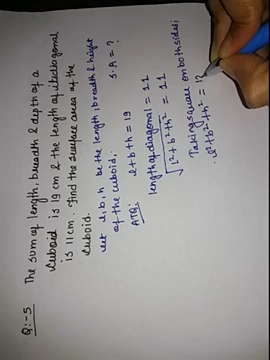 Q:-5 The sum of length, breadth & depth of a
cuboid is 19 cm & the length of its diagonal
is 11 cm. Find the surface area of the
cuboid.
let l, b, h be the length, breadth & height
of the cuboid; S.A = ?
ATQ: l + b + h = 19
length of diagonal = 11
√l²+b²+h² = 11
Taking square on both sides;
l²+b²+h² = 12